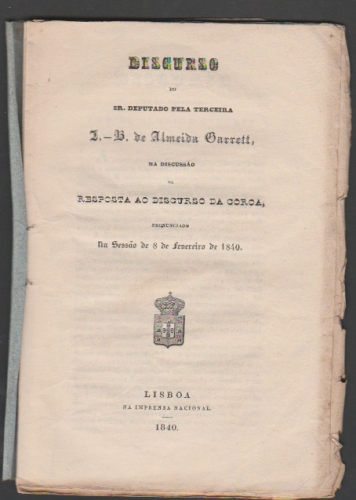 DISCURSO
DO
SR. DEPUTADO PELA TERCEIRA
J.-B. de Almeida Garrett,
NA DISCUSSÃO
DA
RESPOSTA AO DISCURSO DA COROA,
PRONUNCIADO
Na Sessão de 8 de Fevereiro de 1840.
LISBOA
NA IMPRENSA NACIONAL.
1840.